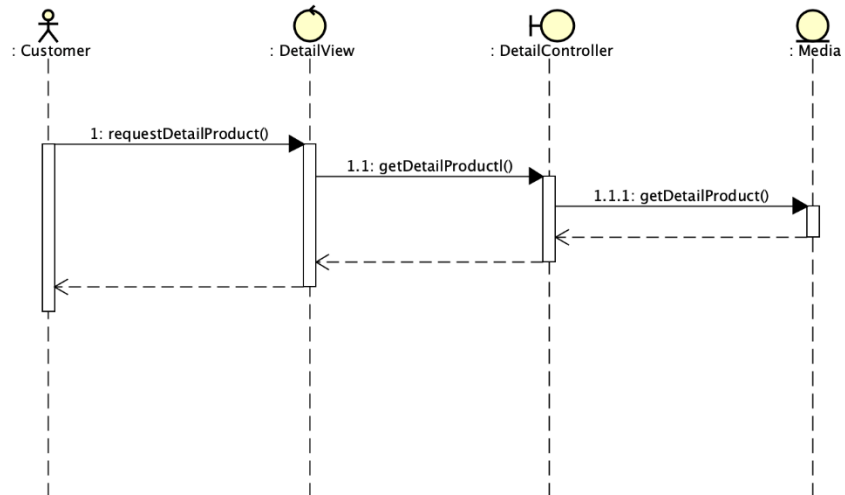 : Customer
: DetailView
: DetailController
: Media
1: requestDetailProduct()
1.1: getDetailProductl()
1.1.1: getDetailProduct()